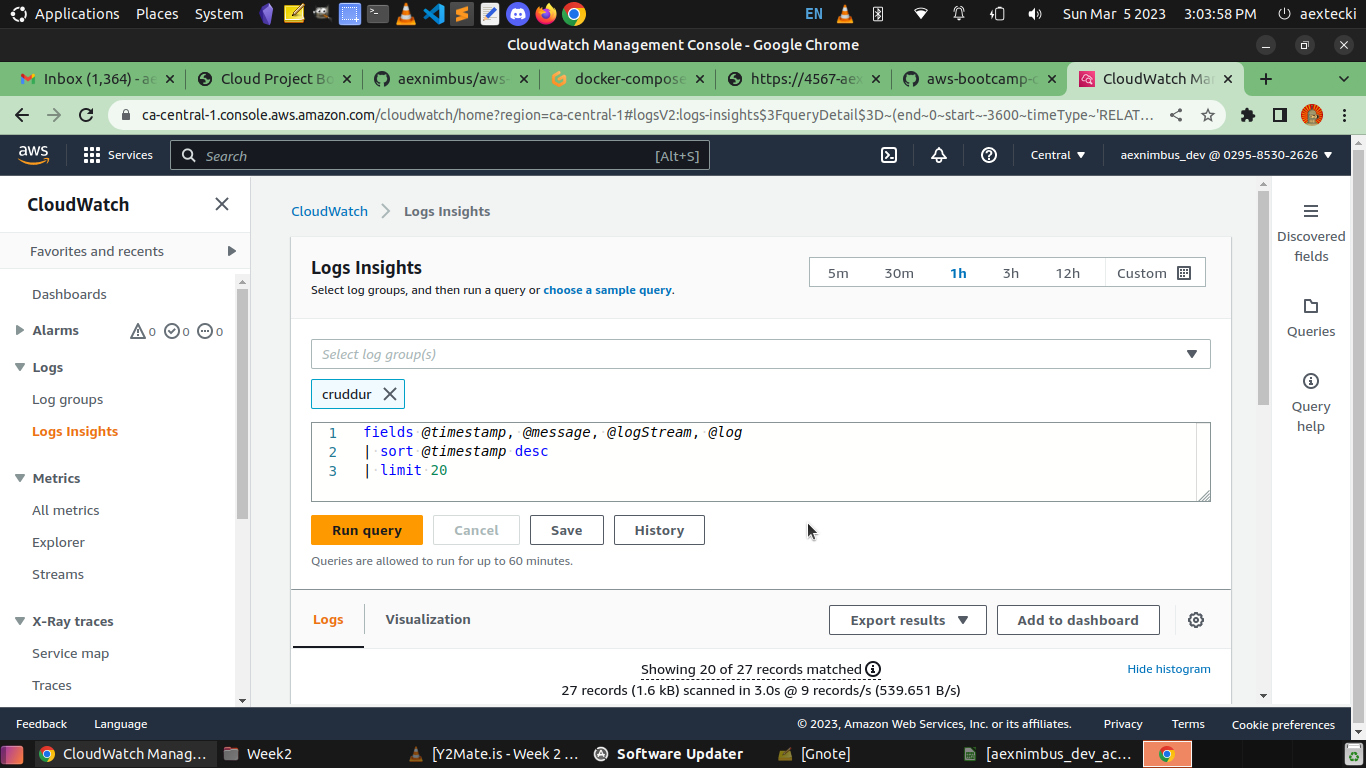 Applications Places System EN Sun Mar 5 2023 3:03:58 PM aextecki
CloudWatch Management Console - Google Chrome
Inbox (1,364) - ae Cloud Project Bo aexnimbus/aws- docker-compose https://4567-aex aws-bootcamp-c CloudWatch Ma
ca-central-1.console.aws.amazon.com/cloudwatch/home?region=ca-central-1#logsV2:logs-insights$3FqueryDetail$3D~(end~0~start~-3600~timeType~'RELAT…
aws Services Search [Alt+S] Central aexnimbus_dev @ 0295-8530-2626
CloudWatch
Favorites and recents
Dashboards
Alarms 0 0 0
Logs
Log groups
Logs Insights
Metrics
All metrics
Explorer
Streams
X-Ray traces
Service map
Traces
CloudWatch Logs Insights
Logs Insights
Select log groups, and then run a query or choose a sample query.
5m 30m 1h 3h 12h Custom
Select log group(s)
cruddur
1 fields @timestamp, @message, @logStream, @log
2 | sort @timestamp desc
3 | limit 20
Run query Cancel Save History
Queries are allowed to run for up to 60 minutes.
Logs Visualization Export results Add to dashboard
Showing 20 of 27 records matched Hide histogram
27 records (1.6 kB) scanned in 3.0s @ 9 records/s (539.651 B/s)
Discovered
fields
Queries
Query
help
Feedback Language © 2023, Amazon Web Services, Inc. or its affiliates. Privacy Terms Cookie preferences
CloudWatch Manag... Week2 [Y2Mate.is - Week 2 ... Software Updater [Gnote] [aexnimbus_dev_ac...